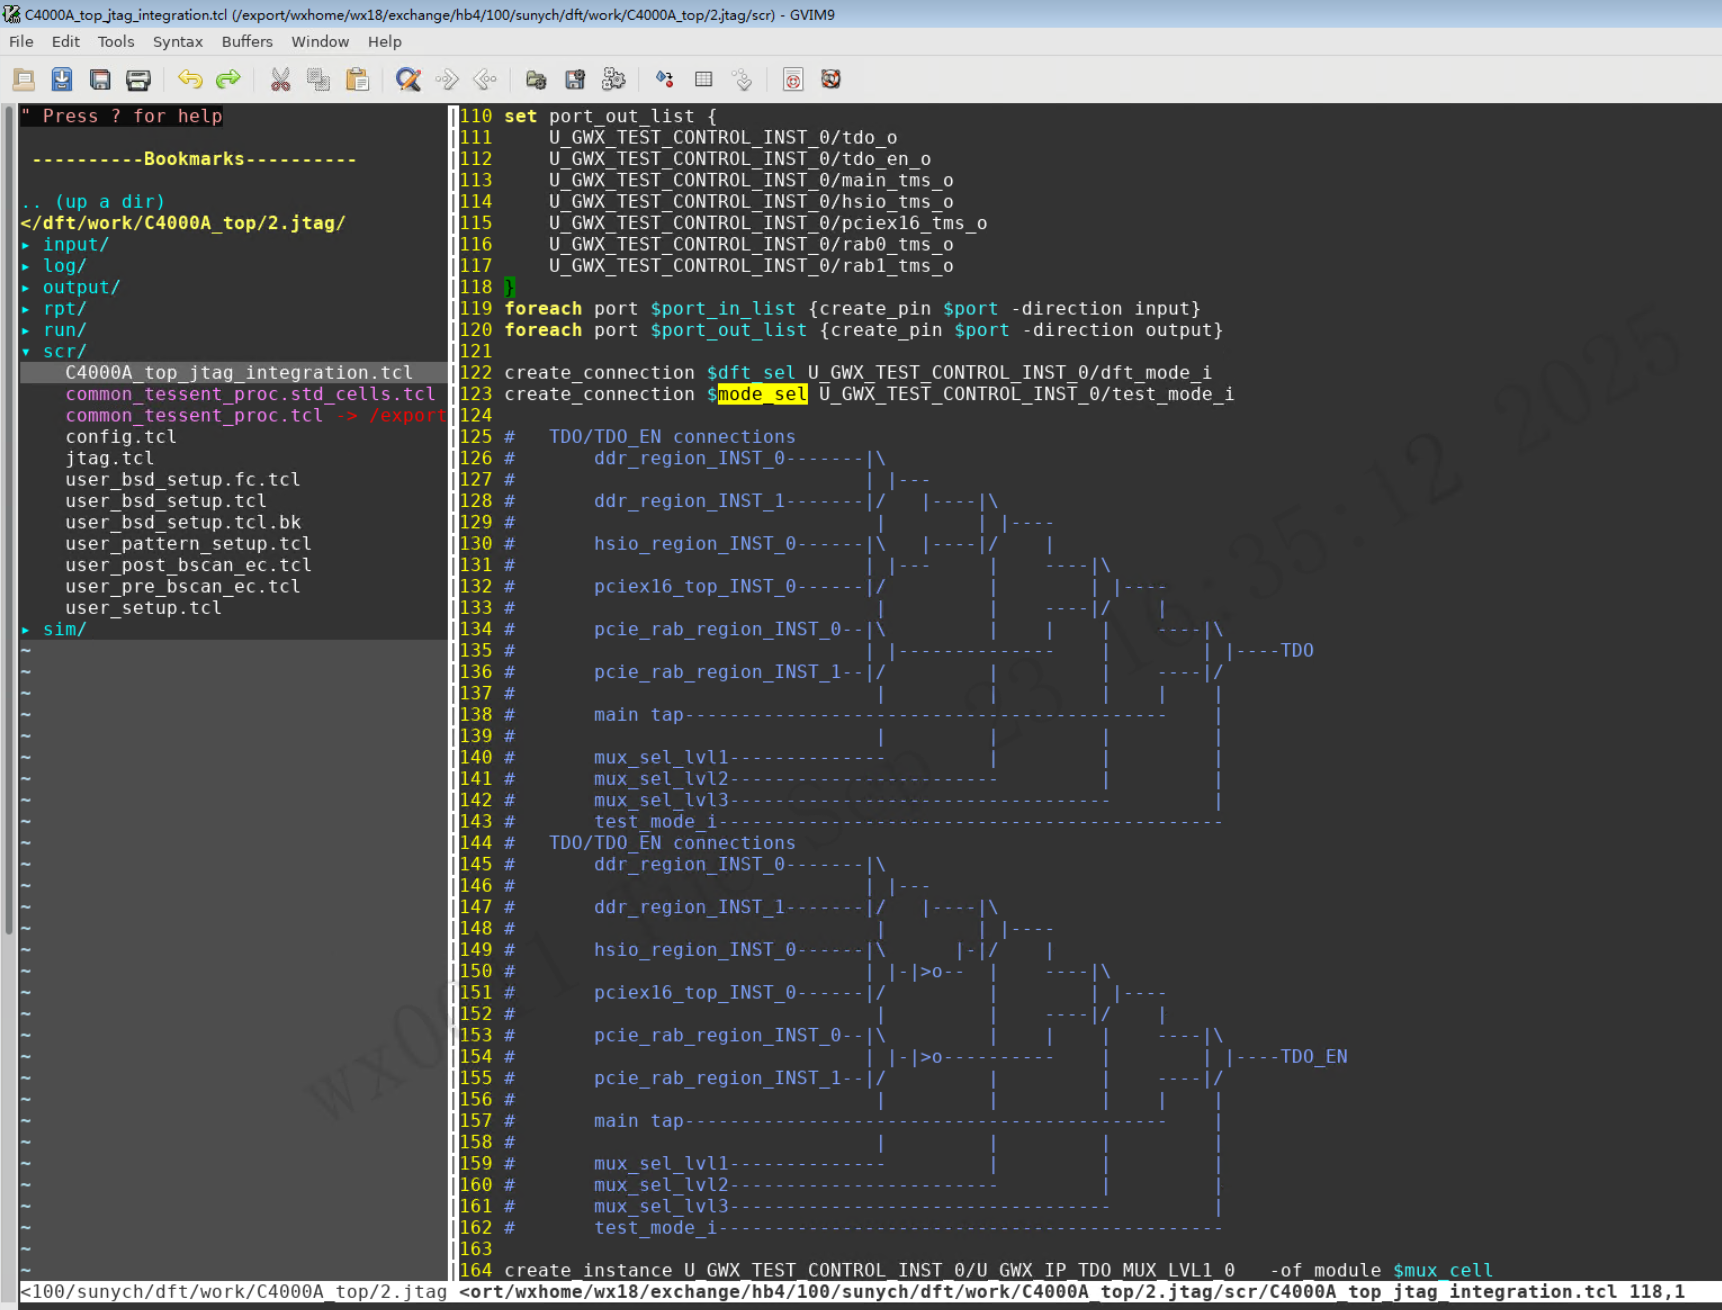 C4000A_top_jtag_integration.tcl (/export/wxhome/wx18/exchange/hb4/100/sunych/dft/work/C4000A_top/2.jtag/scr) - GVIM9
File Edit Tools Syntax Buffers Window Help
" Press ? for help
----------Bookmarks----------
.. (up a dir)
</dft/work/C4000A_top/2.jtag/
▸ input/
▸ log/
▸ output/
▸ rpt/
▸ run/
▾ scr/
C4000A_top_jtag_integration.tcl
common_tessent_proc.std_cells.tcl
common_tessent_proc.tcl -> /export
config.tcl
jtag.tcl
user_bsd_setup.fc.tcl
user_bsd_setup.tcl
user_bsd_setup.tcl.bk
user_pattern_setup.tcl
user_post_bscan_ec.tcl
user_pre_bscan_ec.tcl
user_setup.tcl
▸ sim/
110 set port_out_list {
111     U_GWX_TEST_CONTROL_INST_0/tdo_o
112     U_GWX_TEST_CONTROL_INST_0/tdo_en_o
113     U_GWX_TEST_CONTROL_INST_0/main_tms_o
114     U_GWX_TEST_CONTROL_INST_0/hsio_tms_o
115     U_GWX_TEST_CONTROL_INST_0/pciex16_tms_o
116     U_GWX_TEST_CONTROL_INST_0/rab0_tms_o
117     U_GWX_TEST_CONTROL_INST_0/rab1_tms_o
118 }
119 foreach port $port_in_list {create_pin $port -direction input}
120 foreach port $port_out_list {create_pin $port -direction output}
121
122 create_connection $dft_sel U_GWX_TEST_CONTROL_INST_0/dft_mode_i
123 create_connection $mode_sel U_GWX_TEST_CONTROL_INST_0/test_mode_i
124
125 #   TDO/TDO_EN connections
126 #       ddr_region_INST_0-------|\
127 #                               | |---
128 #       ddr_region_INST_1-------|/   |----|\
129 #                                |        | |----
130 #       hsio_region_INST_0------|\   |----|/    |
131 #                               | |---     |    ----|\
132 #       pciex16_top_INST_0------|/         |        | |----
133 #                                |         |    ----|/    |
134 #       pcie_rab_region_INST_0--|\         |    |    |    ----|\
135 #                               | |--------------    |        | |----TDO
136 #       pcie_rab_region_INST_1--|/         |         |    ----|/
137 #                                |         |         |    |    |
138 #       main tap-------------------------------------------    |
139 #                                |         |         |         |
140 #       mux_sel_lvl1--------------         |         |         |
141 #       mux_sel_lvl2------------------------         |         |
142 #       mux_sel_lvl3----------------------------------         |
143 #       test_mode_i---------------------------------------------
144 #   TDO/TDO_EN connections
145 #       ddr_region_INST_0-------|\
146 #                               | |---
147 #       ddr_region_INST_1-------|/   |----|\
148 #                                |        | |----
149 #       hsio_region_INST_0------|\      |-|/    |
150 #                               | |-|>o--  |    ----|\
151 #       pciex16_top_INST_0------|/         |        | |----
152 #                                |         |    ----|/    |
153 #       pcie_rab_region_INST_0--|\         |    |    |    ----|\
154 #                               | |-|>o----------    |        | |----TDO_EN
155 #       pcie_rab_region_INST_1--|/         |         |    ----|/
156 #                                |         |         |    |    |
157 #       main tap-------------------------------------------    |
158 #                                |         |         |         |
159 #       mux_sel_lvl1--------------         |         |         |
160 #       mux_sel_lvl2------------------------         |         |
161 #       mux_sel_lvl3----------------------------------         |
162 #       test_mode_i---------------------------------------------
163
164 create_instance U_GWX_TEST_CONTROL_INST_0/U_GWX_IP_TDO_MUX_LVL1_0   -of_module $mux_cell
<100/sunych/dft/work/C4000A_top/2.jtag <ort/wxhome/wx18/exchange/hb4/100/sunych/dft/work/C4000A_top/2.jtag/scr/C4000A_top_jtag_integration.tcl 118,1
Sep 23 16:35:12 2025